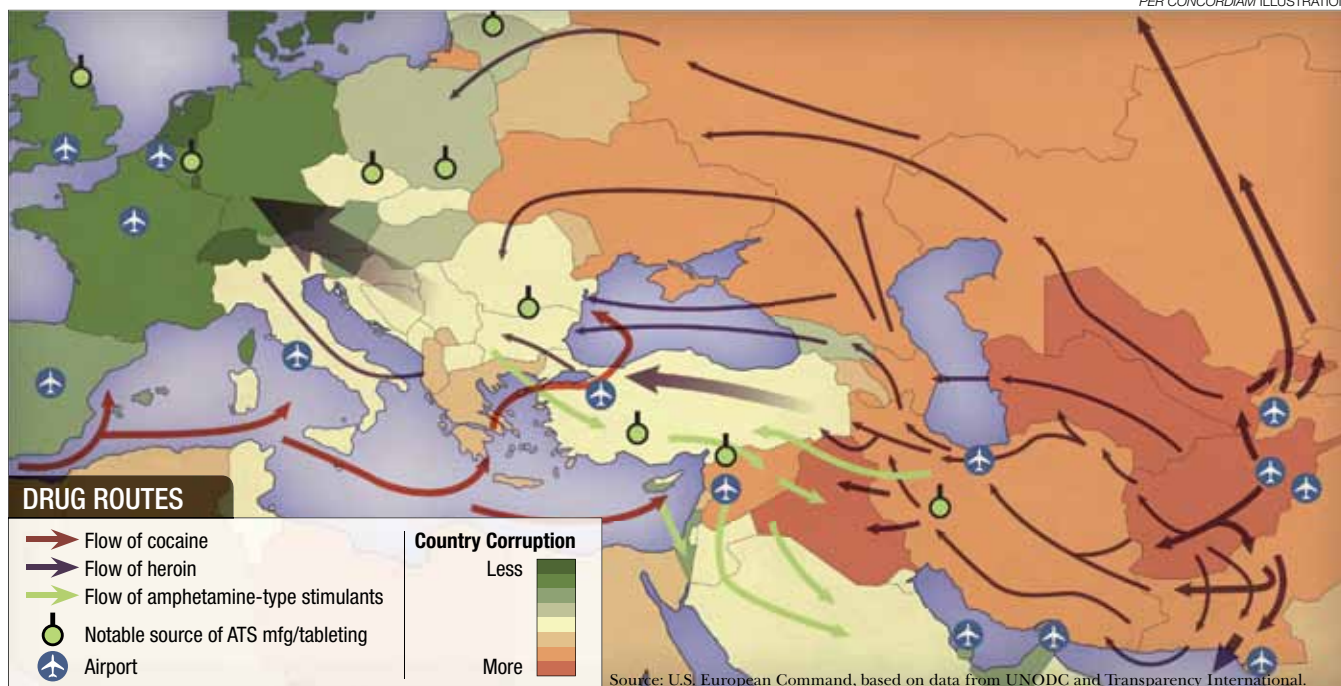 PER CONCORDIAM ILLUSTRATION
DRUG ROUTES
Flow of cocaine
Flow of heroin
Flow of amphetamine-type stimulants
Notable source of ATS mfg/tableting
Airport
Country Corruption
Less
More
Source: U.S. European Command, based on data from UNODC and Transparency International.